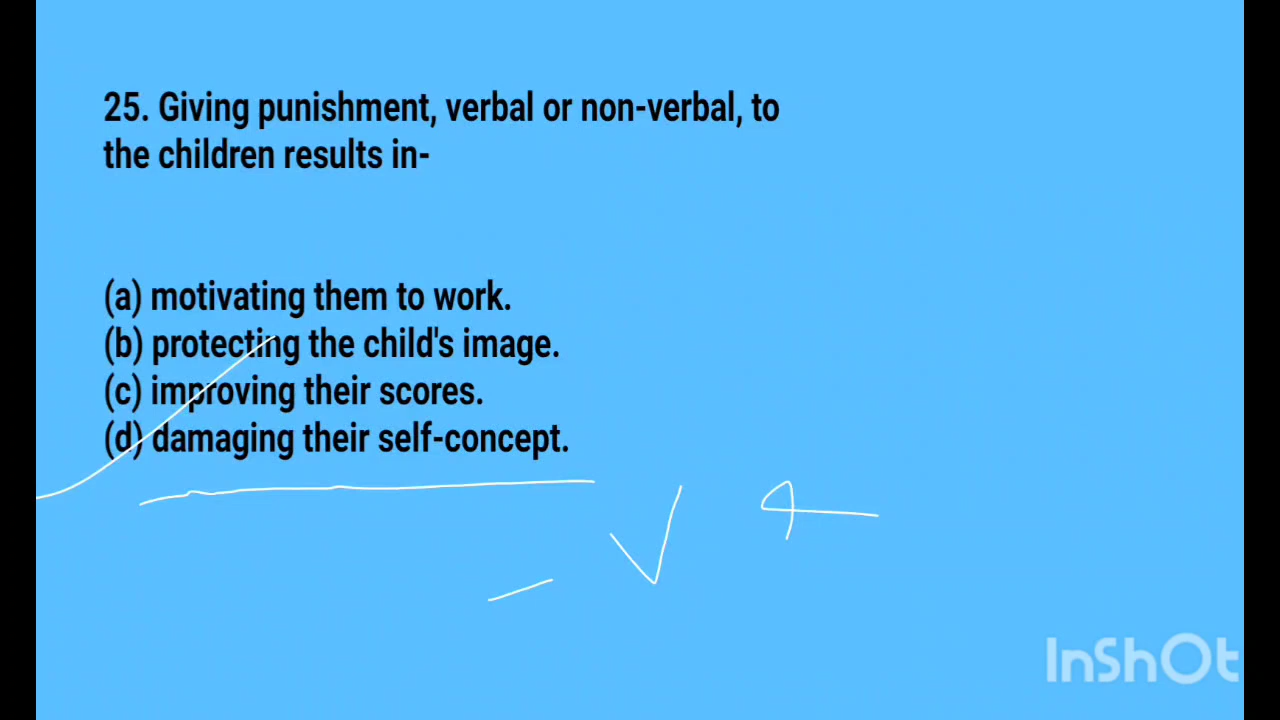 25. Giving punishment, verbal or non-verbal, to
the children results in-
(a) motivating them to work.
(b) protecting the child's image.
(c) improving their scores.
(d) damaging their self-concept.
InShOt